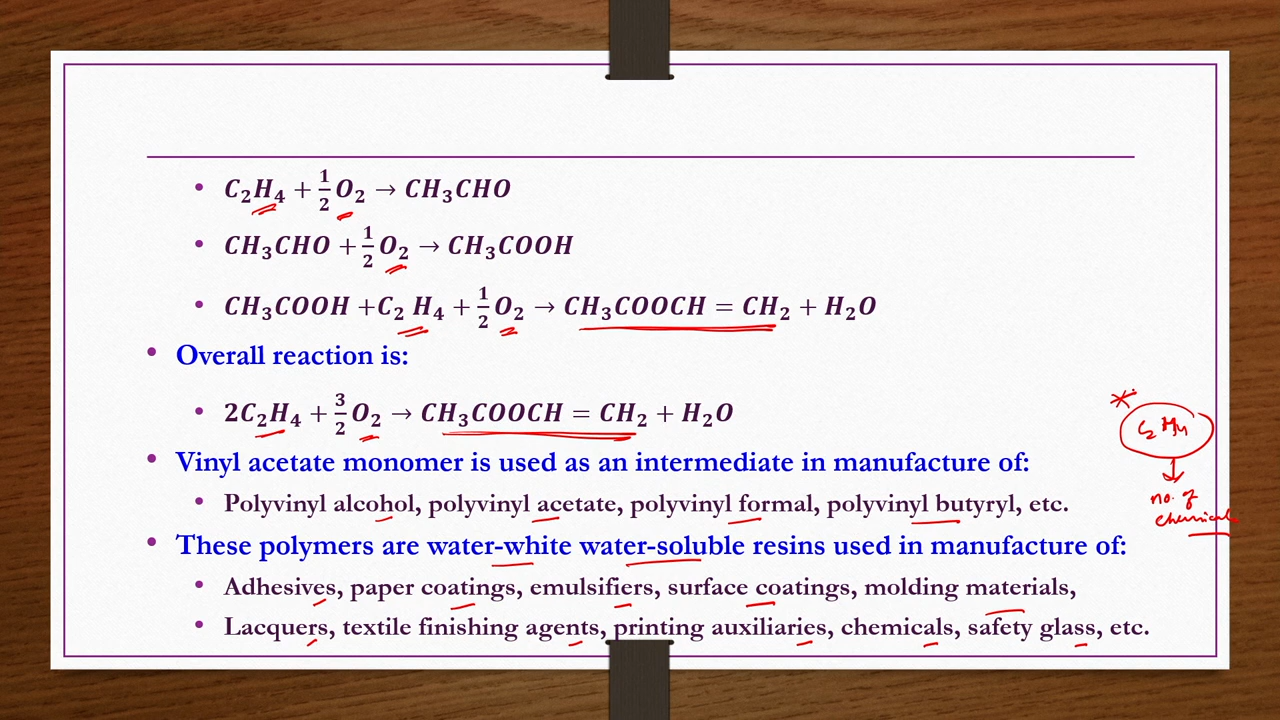 • C₂H₄ + ½ O₂ → CH₃CHO
• CH₃CHO + ½ O₂ → CH₃COOH
• CH₃COOH + C₂ H₄ + ½ O₂ → CH₃COOCH = CH₂ + H₂O
• Overall reaction is:
• 2C₂H₄ + 3/2 O₂ → CH₃COOCH = CH₂ + H₂O
• Vinyl acetate monomer is used as an intermediate in manufacture of:
• Polyvinyl alcohol, polyvinyl acetate, polyvinyl formal, polyvinyl butyryl, etc.
• These polymers are water-white water-soluble resins used in manufacture of:
• Adhesives, paper coatings, emulsifiers, surface coatings, molding materials,
• Lacquers, textile finishing agents, printing auxiliaries, chemicals, safety glass, etc.
*
C₂ H₄
↓
no. of
chemicals